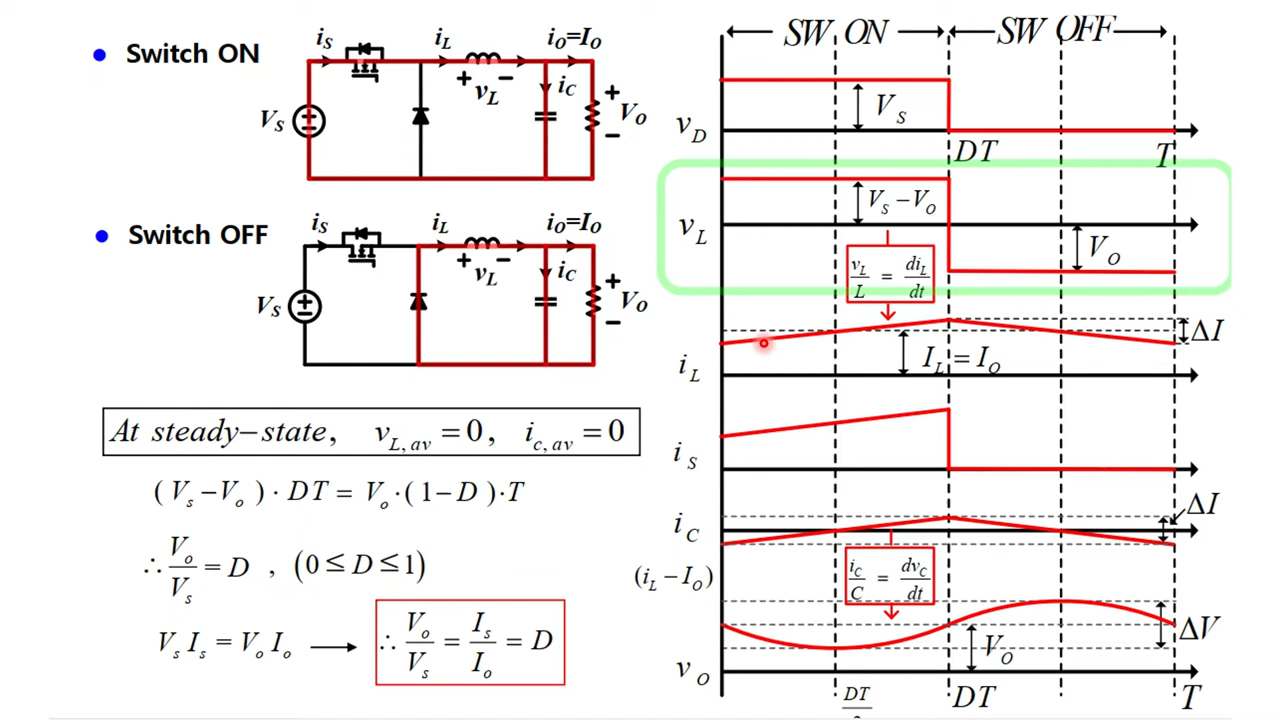 Switch ON
iS
iL
iO=IO
VS
+ vL −
iC
+ VO −
Switch OFF
iS
iL
iO=IO
VS
+ vL −
iC
+ VO −
At steady−state, vL, av = 0, ic, av = 0
(Vs−Vo)·DT = Vo·(1−D)·T
∴ Vo/Vs = D , (0 ≤ D ≤ 1)
Vs Is = Vo Io → ∴ Vo/Vs = Is/Io = D
SW ON SW OFF
vD
VS
DT
T
vL
VS − VO
VO
vL/L = diL/dt
iL
IL = IO
ΔI
iS
iC
ΔI
(iL − IO)
iC/C = dvC/dt
vO
VO
ΔV
DT
DT
T